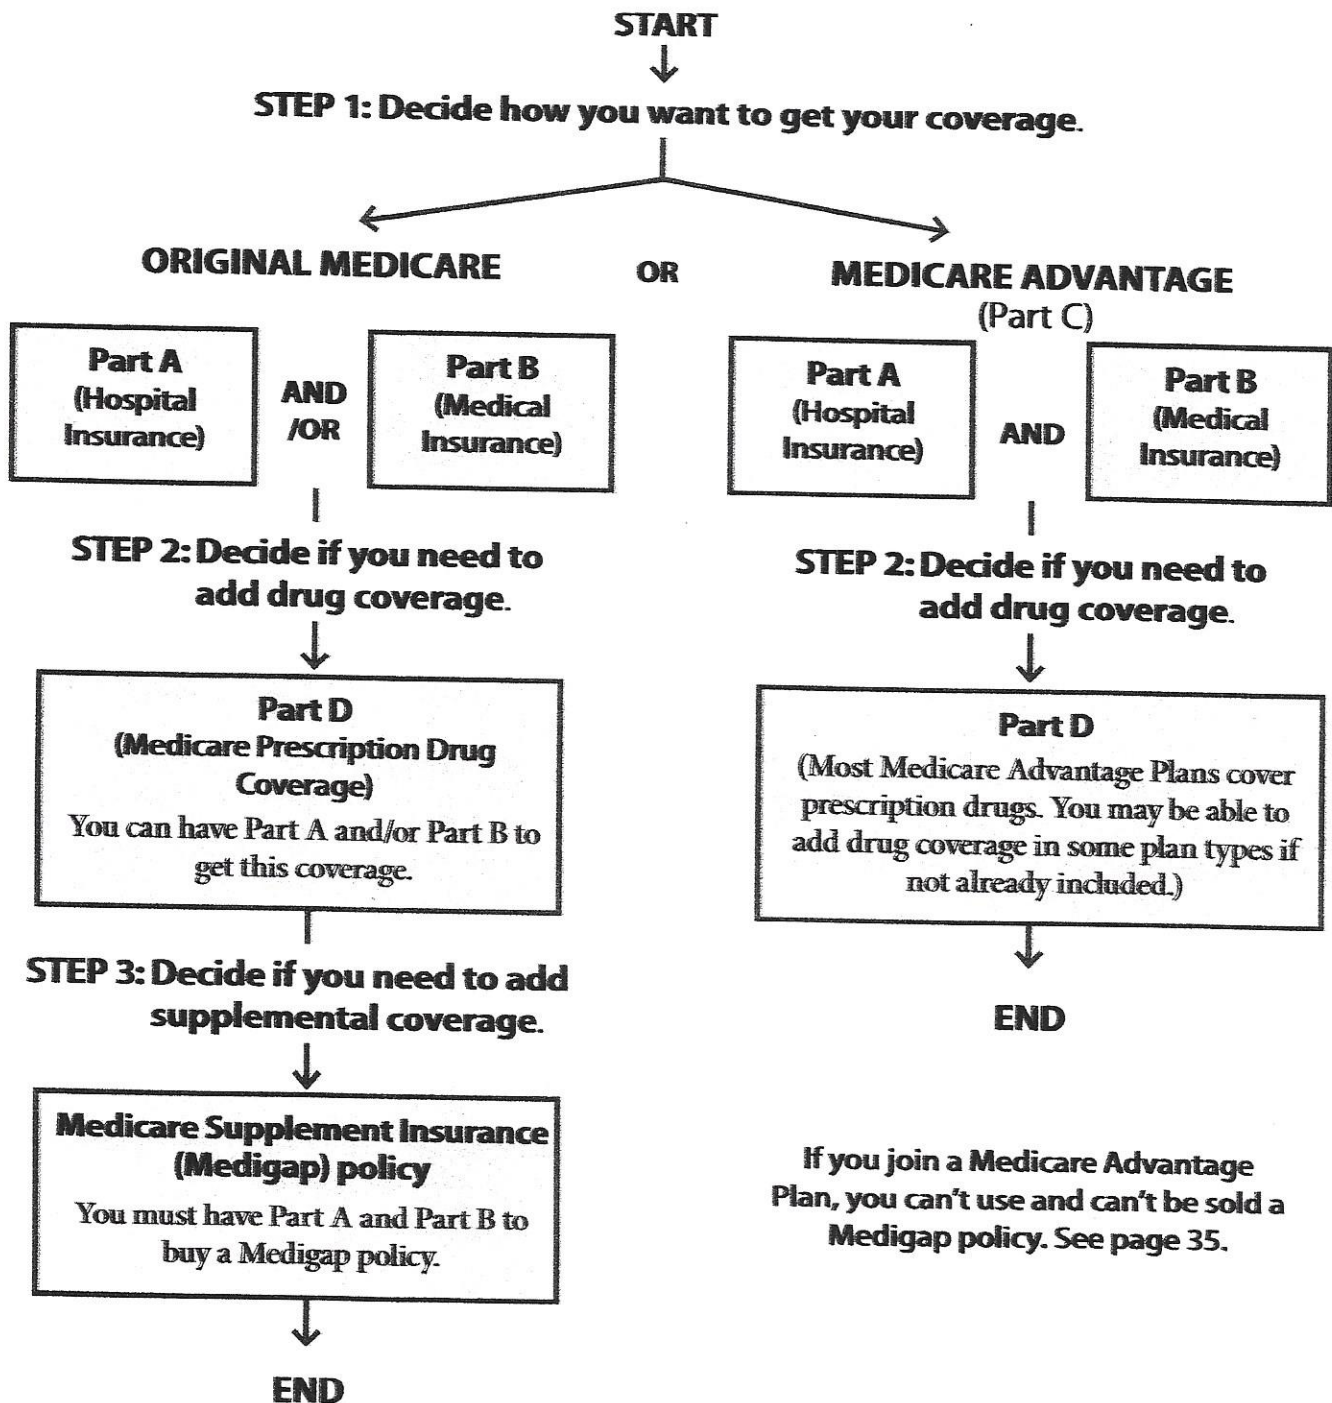 START
STEP 1: Decide how you want to get your coverage.
ORIGINAL MEDICARE
OR
MEDICARE ADVANTAGE
(Part C)
Part A
(Hospital
Insurance)
AND
/OR
Part B
(Medical
Insurance)
Part A
(Hospital
Insurance)
AND
Part B
(Medical
Insurance)
STEP 2: Decide if you need to
add drug coverage.
Part D
(Medicare Prescription Drug
Coverage)
You can have Part A and/or Part B to
get this coverage.
STEP 3: Decide if you need to add
supplemental coverage.
Medicare Supplement Insurance
(Medigap) policy
You must have Part A and Part B to
buy a Medigap policy.
END
STEP 2: Decide if you need to
add drug coverage.
Part D
(Most Medicare Advantage Plans cover
prescription drugs. You may be able to
add drug coverage in some plan types if
not already included.)
END
If you join a Medicare Advantage
Plan, you can't use and can't be sold a
Medigap policy. See page 35.